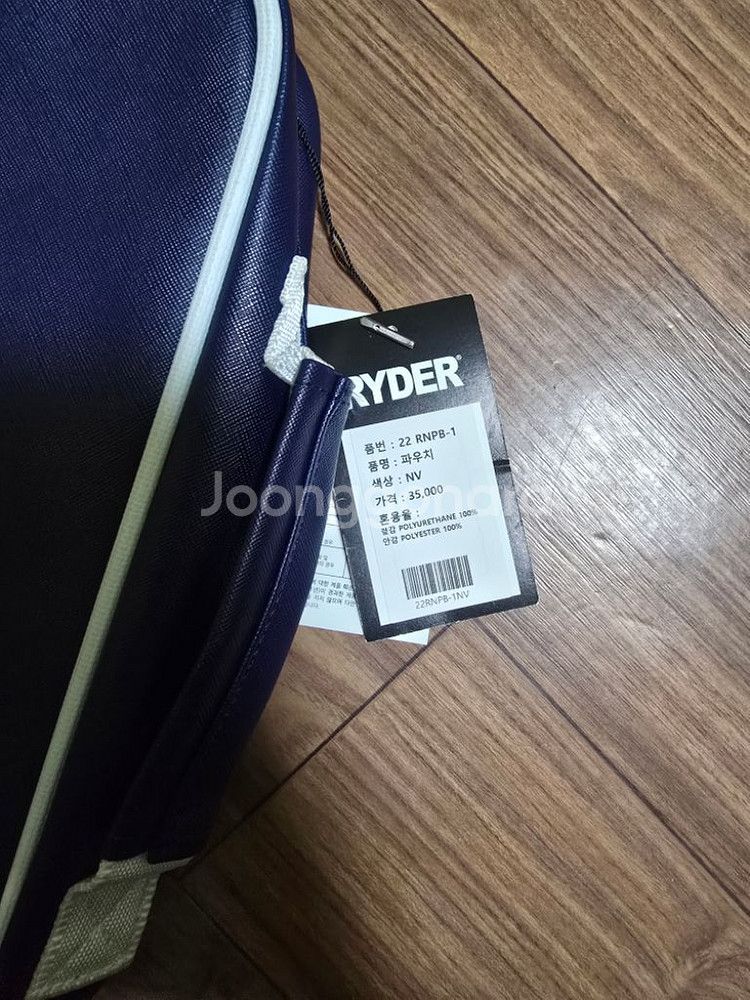 RYDER®
품번 : 22 RNPB-1
품명 : 파우치
색상 : NV
가격 : 35,000
혼용율 :
겉감 POLYURETHANE 100%
안감 POLYESTER 100%
22RNPB-1NV